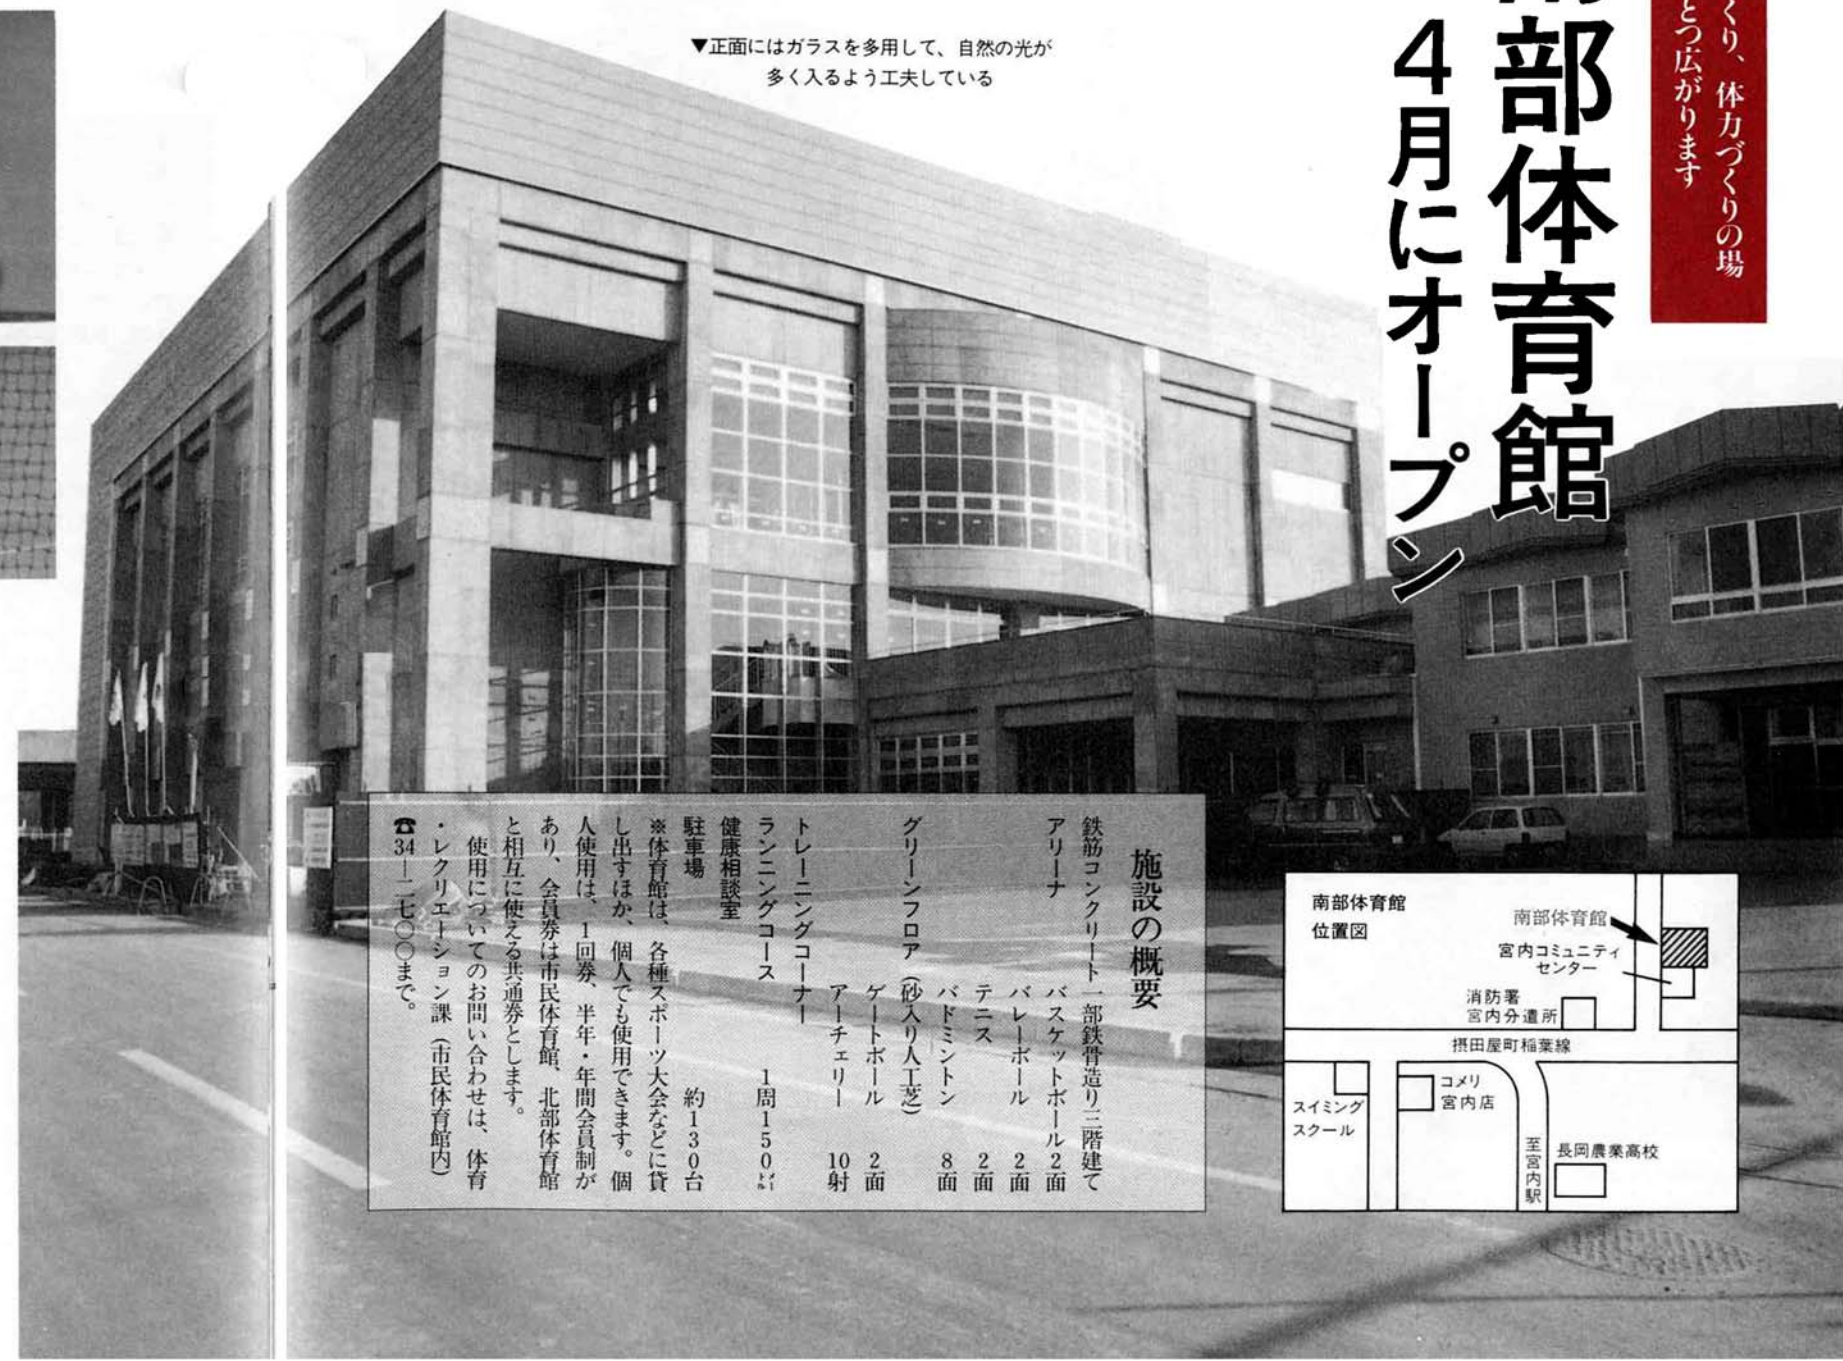 くり、体力づくりの場
とつ広がります
部体育館
4月にオープン
▼正面にはガラスを多用して、自然の光が
多く入るよう工夫している
施設の概要
鉄筋コンクリート一部鉄骨造り三階建て
アリーナ　バスケットボール2面
バレーボール　2面
テニス　2面
バドミントン　8面
グリーンフロア（砂入り人工芝）
ゲートボール　2面
アーチェリー　10射
トレーニングコーナー
ランニングコース　1周150メートル
健康相談室
駐車場　約130台
※体育館は、各種スポーツ大会などに貸
し出すほか、個人でも使用できます。個
人使用は、1回券、半年・年間会員制が
あり、会員券は市民体育館、北部体育館
と相互に使える共通券とします。
使用についてのお問い合わせは、体育
・レクリエーション課（市民体育館内）
☎34―二七〇〇まで。
南部体育館
位置図
南部体育館
宮内コミュニティ
センター
消防署
宮内分遣所
摂田屋町稲葉線
コメリ
宮内店
スイミング
スクール
至宮内駅
長岡農業高校